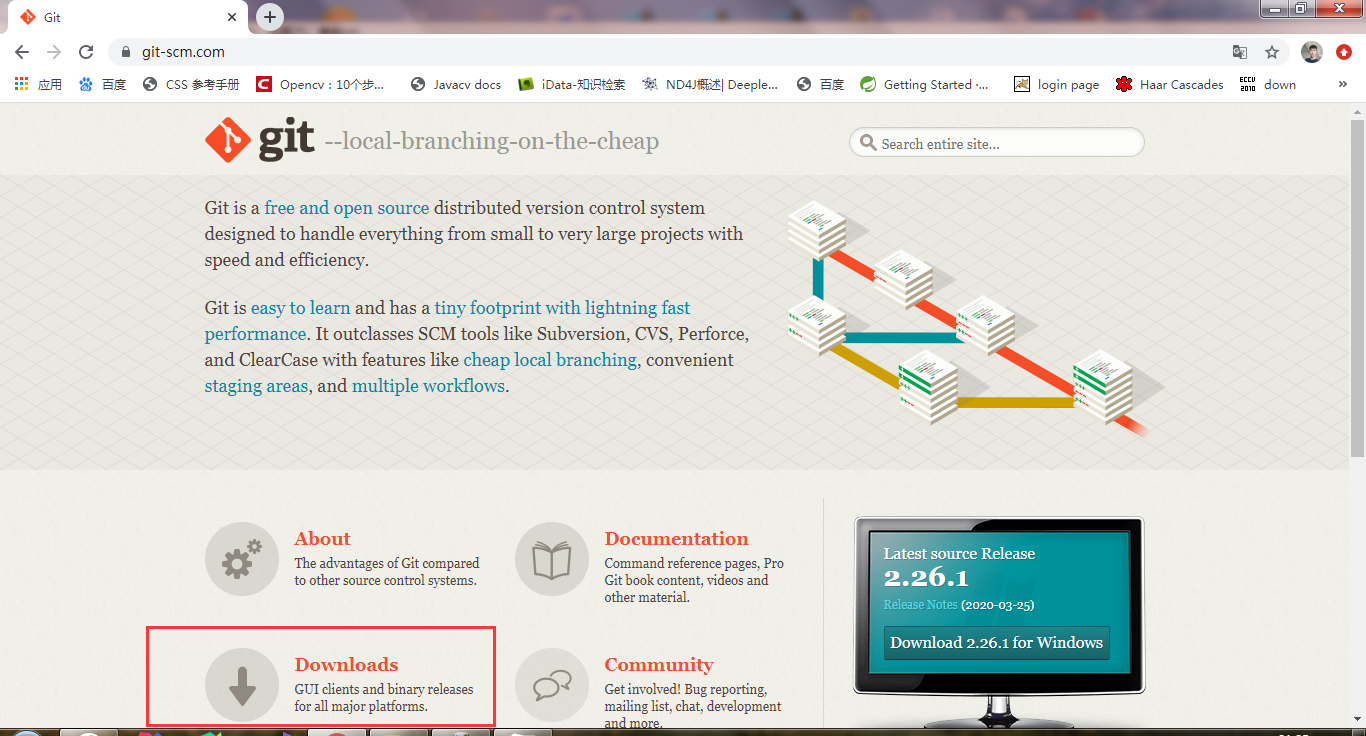 Git
git-scm.com
应用
百度
CSS 参考手册
Opencv：10个步...
Javacv docs
iData-知识检索
ND4J概述| Deeple...
百度
Getting Started ·...
login page
Haar Cascades
ECCV
2010
down
»
git --local-branching-on-the-cheap
Search entire site...
Git is a free and open source distributed version control system
designed to handle everything from small to very large projects with
speed and efficiency.
Git is easy to learn and has a tiny footprint with lightning fast
performance. It outclasses SCM tools like Subversion, CVS, Perforce,
and ClearCase with features like cheap local branching, convenient
staging areas, and multiple workflows.
About
The advantages of Git compared
to other source control systems.
Documentation
Command reference pages, Pro
Git book content, videos and
other material.
Downloads
GUI clients and binary releases
for all major platforms.
Community
Get involved! Bug reporting,
mailing list, chat, development
and more.
Latest source Release
2.26.1
Release Notes (2020-03-25)
Download 2.26.1 for Windows